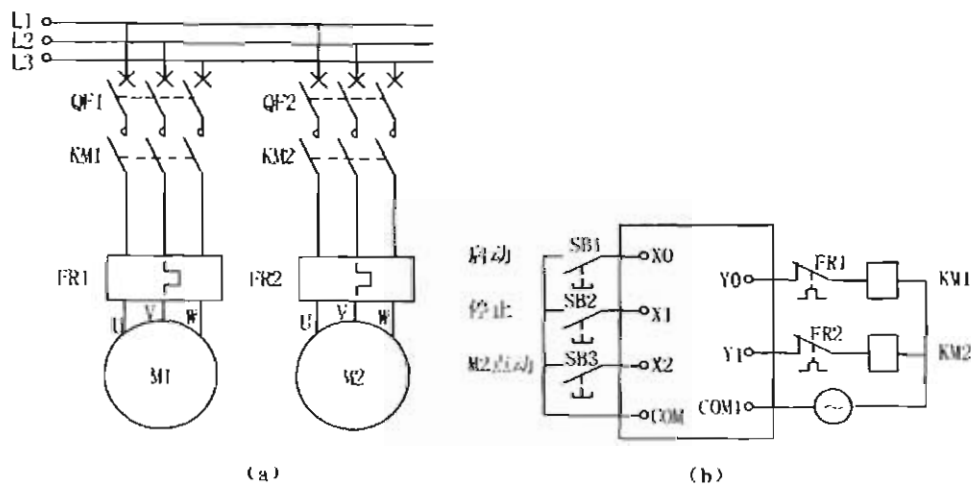 L1
L2
L3
QF1
QF2
KM1
KM2
FR1
FR2
U V W
U V W
M1
M2
(a)
启动
SB1
X0
停止
SB2
X1
M2点动
SB3
X2
COM
Y0
FR1
KM1
Y1
FR2
KM2
COM1
(b)